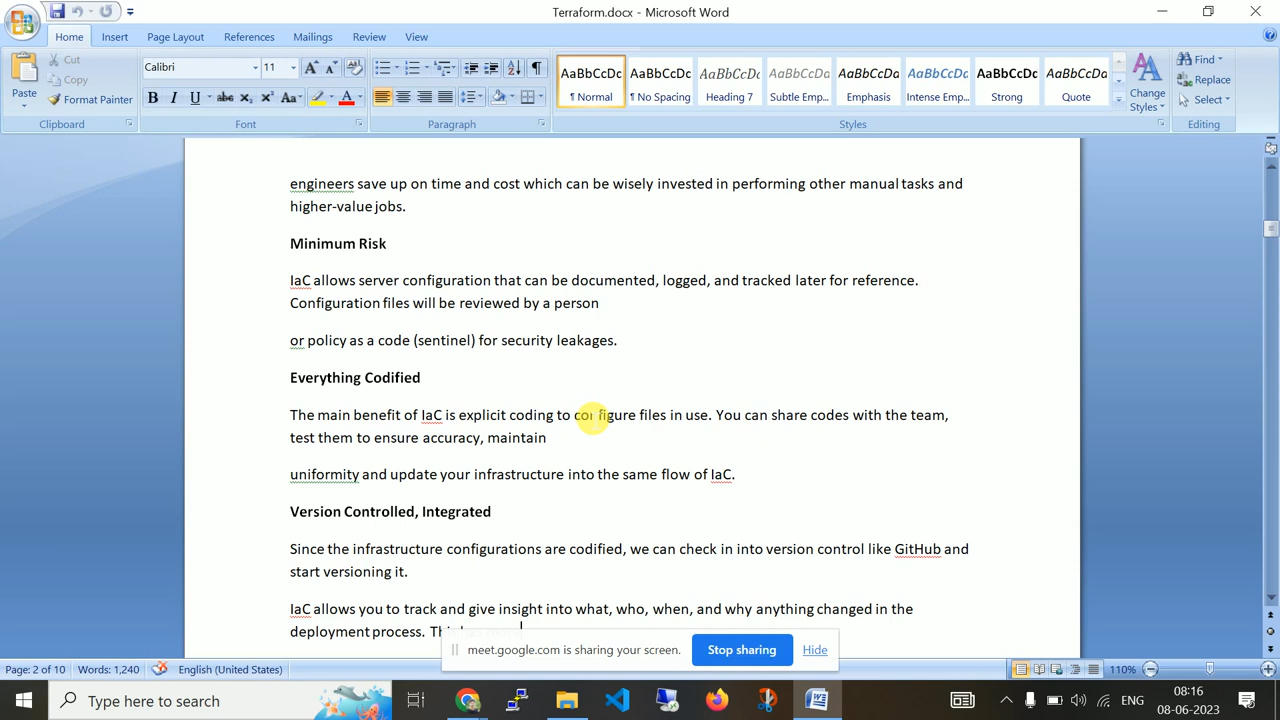 Terraform.docx - Microsoft Word
Home Insert Page Layout References Mailings Review View
Paste
Cut
Copy
Format Painter
Clipboard
Calibri 11
Font
Paragraph
AaBbCcDc AaBbCcDc AaBbCcDc AaBbCcDc AaBbCcDa AaBbCcDc AaBbCcDc AaBbCcDa
¶ Normal ¶ No Spacing Heading 7 Subtle Emp... Emphasis Intense Emp... Strong Quote
Change Styles
Styles
Find
Replace
Select
Editing
engineers save up on time and cost which can be wisely invested in performing other manual tasks and
higher-value jobs.
Minimum Risk
IaC allows server configuration that can be documented, logged, and tracked later for reference.
Configuration files will be reviewed by a person
or policy as a code (sentinel) for security leakages.
Everything Codified
The main benefit of IaC is explicit coding to configure files in use. You can share codes with the team,
test them to ensure accuracy, maintain
uniformity and update your infrastructure into the same flow of IaC.
Version Controlled, Integrated
Since the infrastructure configurations are codified, we can check in into version control like GitHub and
start versioning it.
IaC allows you to track and give insight into what, who, when, and why anything changed in the
deployment process.
meet.google.com is sharing your screen. Stop sharing Hide
Page: 2 of 10 Words: 1,240 English (United States) 110%
Type here to search
ENG
08:16
08-06-2023